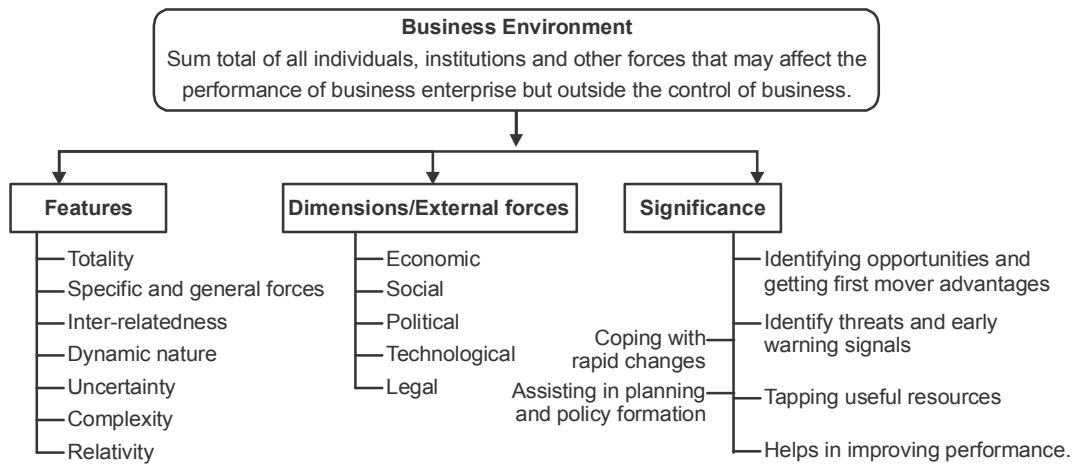 Business Environment
Sum total of all individuals, institutions and other forces that may affect the
performance of business enterprise but outside the control of business.
Features
Totality
Specific and general forces
Inter-relatedness
Dynamic nature
Uncertainty
Complexity
Relativity
Dimensions/External forces
Economic
Social
Political
Technological
Legal
Significance
Identifying opportunities and
getting first mover advantages
Identify threats and early
warning signals
Coping with
rapid changes
Tapping useful resources
Assisting in planning
and policy formation
Helps in improving performance.